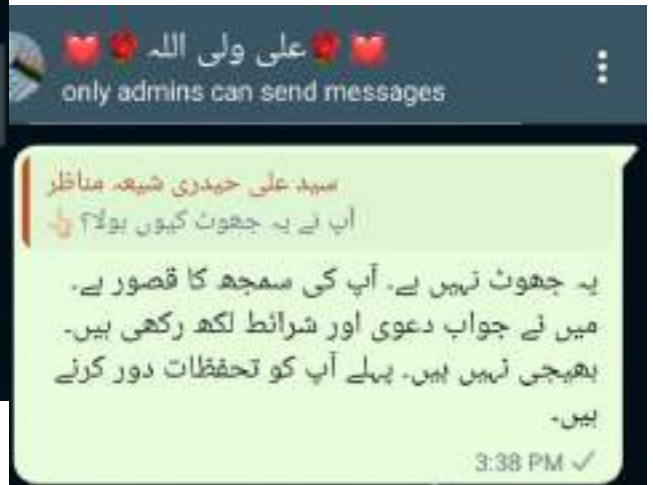 ❤️🌹علی ولی اللہ🌹❤️
only admins can send messages
سید علی حیدری شیعہ مناظر
آپ نے یہ جھوٹ کیوں بولا؟ 👆🏻
یہ جھوٹ نہیں ہے۔ آپ کی سمجھ کا قصور ہے۔
میں نے جواب دعوی اور شرائط لکھ رکھی ہیں۔
بھیجی نہیں ہیں۔ پہلے آپ کو تحفظات دور کرنے
ہیں۔
3:38 PM ✓